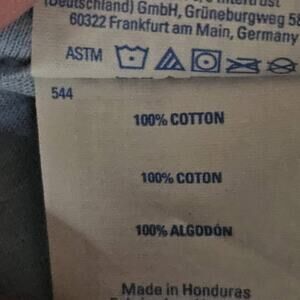 (Deutschland) GmbH, Grüneburgweg 58
60322 Frankfurt am Main, Germany
ASTM
544
100% COTTON
100% COTON
100% ALGODÓN
Made in Honduras